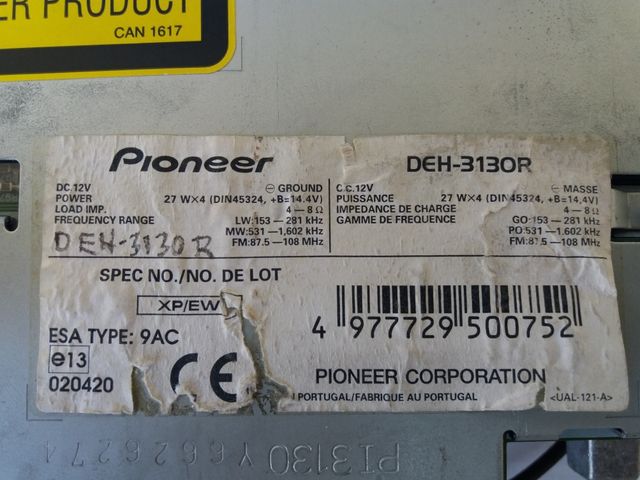 ER PRODUCT
CAN 1617
Pioneer
DEH-3130R
DC.12V ⊖ GROUND
POWER 27 W×4 (DIN45324, +B=14.4V)
LOAD IMP. 4－8 Ω
FREQUENCY RANGE LW:153－281 kHz
MW:531－1,602 kHz
FM:87.5－108 MHz
DEH-3130R
C.C.12V ⊖ MASSE
PUISSANCE 27 W×4 (DIN45324, +B=14,4V)
IMPEDANCE DE CHARGE 4－8 Ω
GAMME DE FREQUENCE GO:153－281 kHz
PO:531－1.602 kHz
FM:87.5－108 MHz
SPEC NO./NO. DE LOT
XP/EW
ESA TYPE: 9AC
e13
020420
CE
4 977729 500752
PIONEER CORPORATION
PORTUGAL/FABRIQUE AU PORTUGAL
<UAL-121-A>
PI3130Y6626274